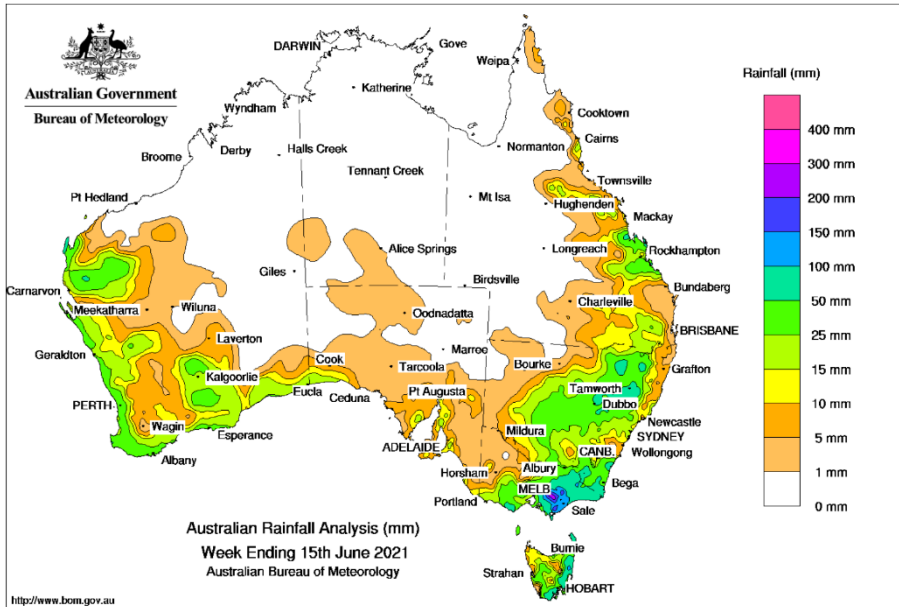 Australian Government
Bureau of Meteorology
DARWIN
Gove
Weipa
Katherine
Wyndham
Cooktown
Cairns
Derby
Halls Creek
Normanton
Broome
Tennant Creek
Townsville
Mt Isa
Pt Hedland
Hughenden
Mackay
Alice Springs
Longreach
Rockhampton
Giles
Birdsville
Carnarvon
Bundaberg
Meekatharra
Wiluna
Charleville
Oodnadatta
BRISBANE
Laverton
Marree
Geraldton
Cook
Bourke
Grafton
Kalgoorlie
Tarcoola
Eucla
Pt Augusta
Tamworth
PERTH
Ceduna
Dubbo
Wagin
Newcastle
Esperance
Mildura
SYDNEY
ADELAIDE
CANB.
Wollongong
Albany
Horsham
Albury
Bega
Portland
MELB
Sale
Burnie
Strahan
HOBART
Rainfall (mm)
400 mm
300 mm
200 mm
150 mm
100 mm
50 mm
25 mm
15 mm
10 mm
5 mm
1 mm
0 mm
Australian Rainfall Analysis (mm)
Week Ending 15th June 2021
Australian Bureau of Meteorology
http://www.bom.gov.au